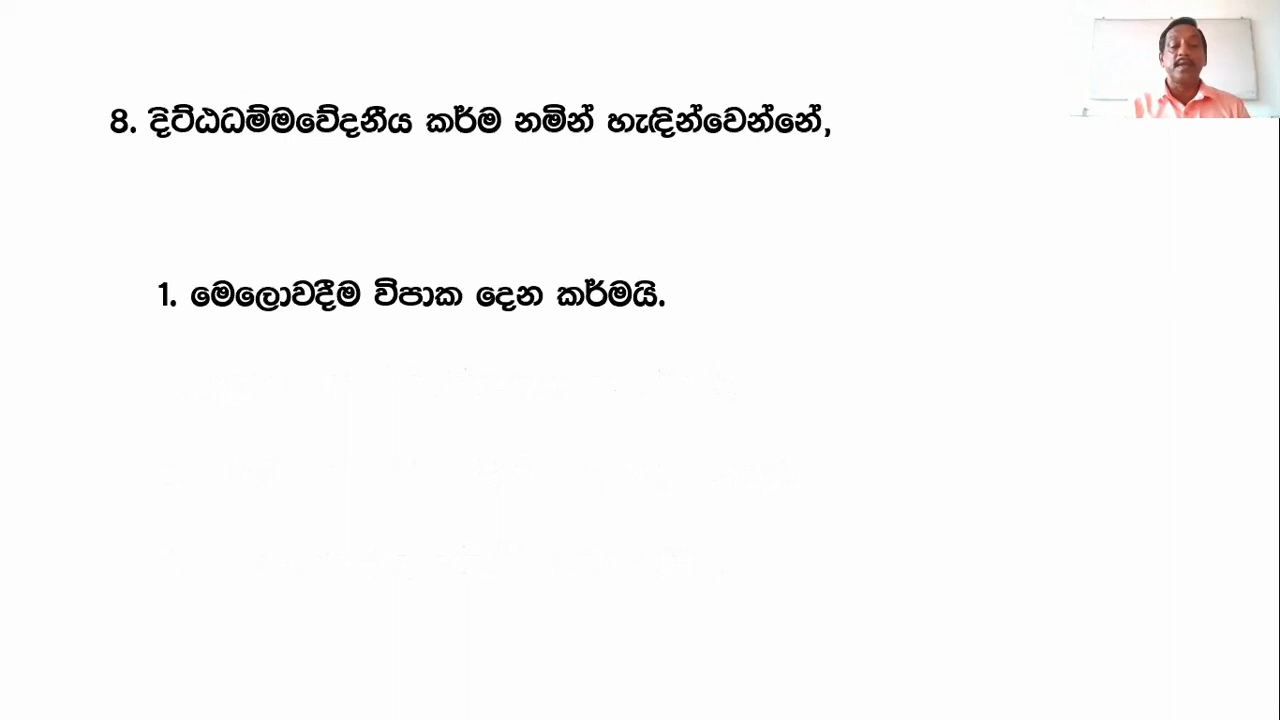 8. දිට්ඨධම්මවේදනීය කර්ම නමින් හැඳින්වෙන්නේ,
1. මෙලොවදීම විපාක දෙන කර්මයි.